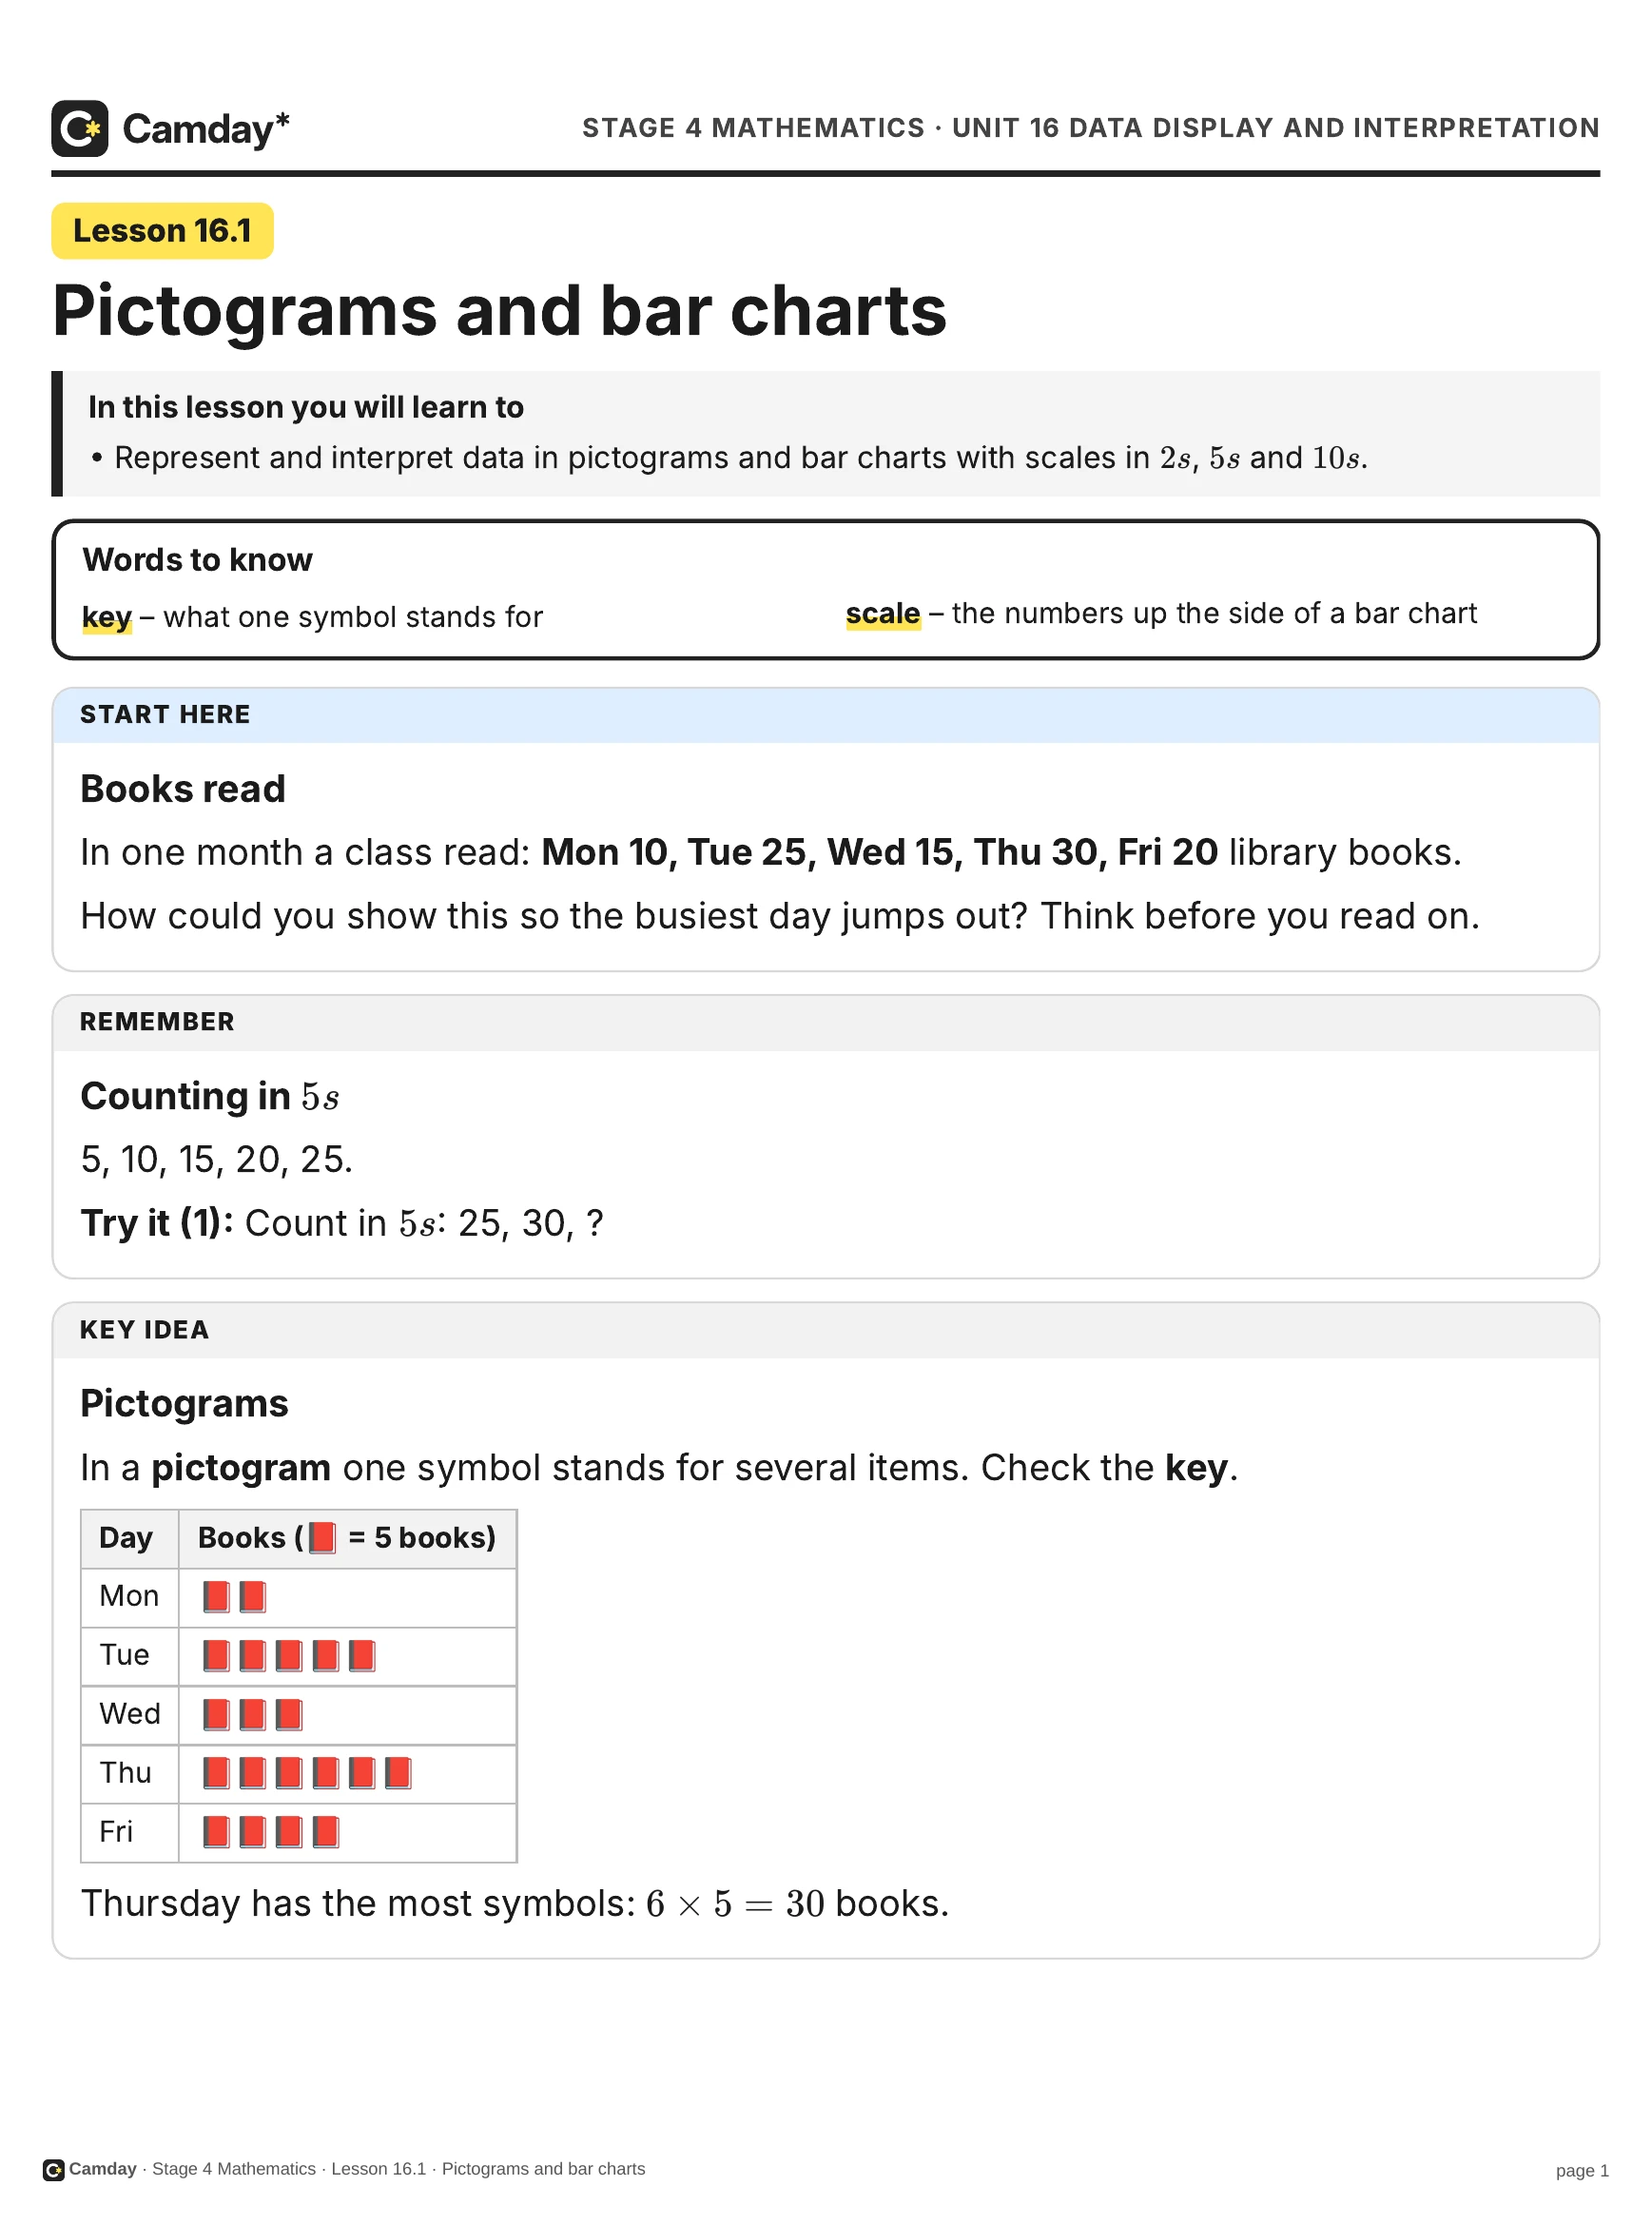 Camday*
STAGE 4 MATHEMATICS · UNIT 16 DATA DISPLAY AND INTERPRETATION
Lesson 16.1
Pictograms and bar charts
In this lesson you will learn to
• Represent and interpret data in pictograms and bar charts with scales in 2s, 5s and 10s.
Words to know
key – what one symbol stands for
scale – the numbers up the side of a bar chart
START HERE
Books read
In one month a class read: Mon 10, Tue 25, Wed 15, Thu 30, Fri 20 library books.
How could you show this so the busiest day jumps out? Think before you read on.
REMEMBER
Counting in 5s
5, 10, 15, 20, 25.
Try it (1): Count in 5s: 25, 30, ?
KEY IDEA
Pictograms
In a pictogram one symbol stands for several items. Check the key.
Day Books (📕 = 5 books)
Mon 📕📕
Tue 📕📕📕📕📕
Wed 📕📕📕
Thu 📕📕📕📕📕📕
Fri 📕📕📕📕
Thursday has the most symbols: 6 × 5 = 30 books.
Camday · Stage 4 Mathematics · Lesson 16.1 · Pictograms and bar charts
page 1